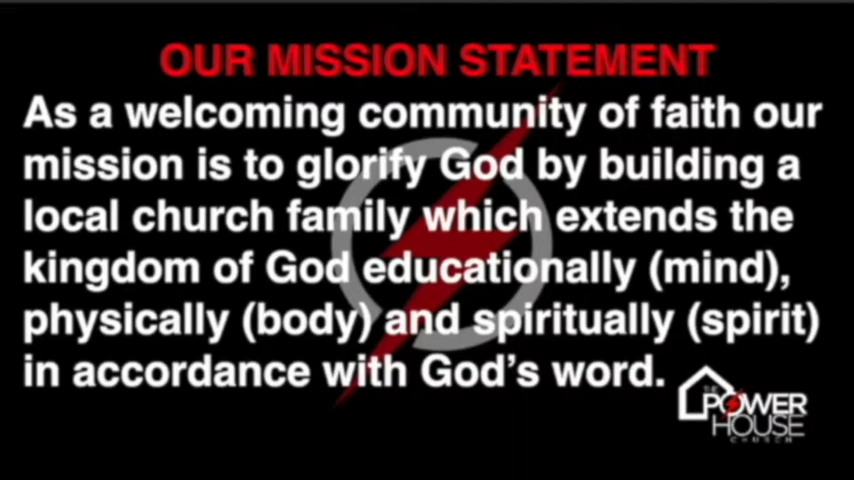 OUR MISSION STATEMENT
As a welcoming community of faith our
mission is to glorify God by building a
local church family which extends the
kingdom of God educationally (mind),
physically (body) and spiritually (spirit)
in accordance with God's word.
THE
POWER
HOUSE
CHURCH